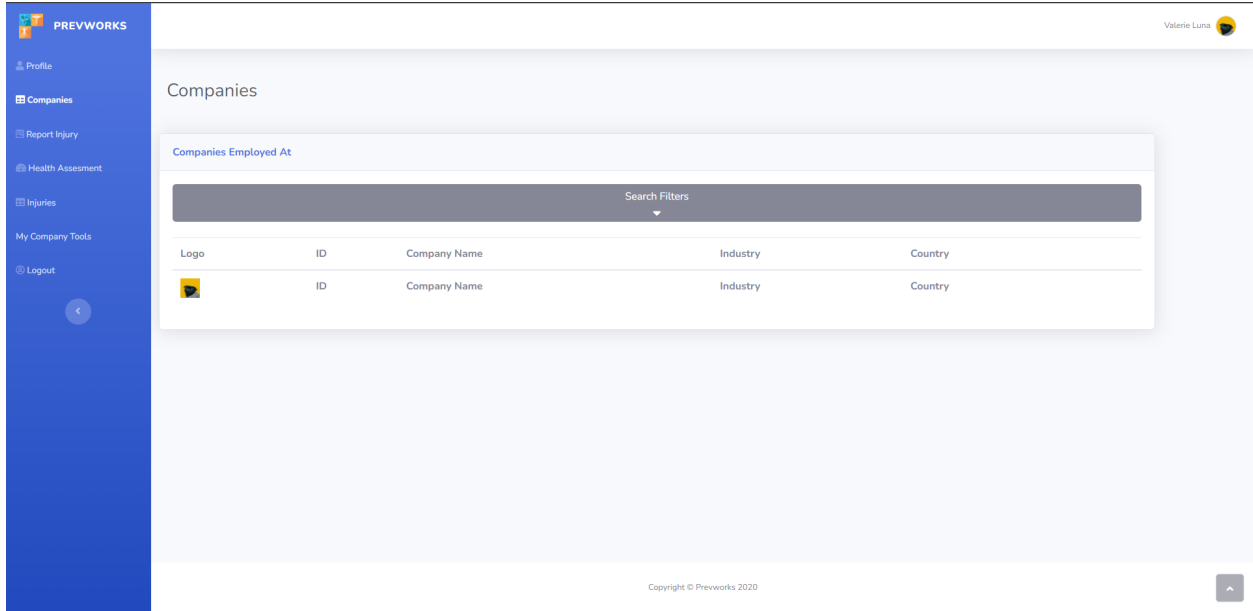 PREVWORKS
Valerie Luna
Profile
Companies
Report Injury
Health Assesment
Injuries
My Company Tools
Logout
Companies
Companies Employed At
Search Filters
Logo ID Company Name Industry Country
ID Company Name Industry Country
Copyright © Prevworks 2020